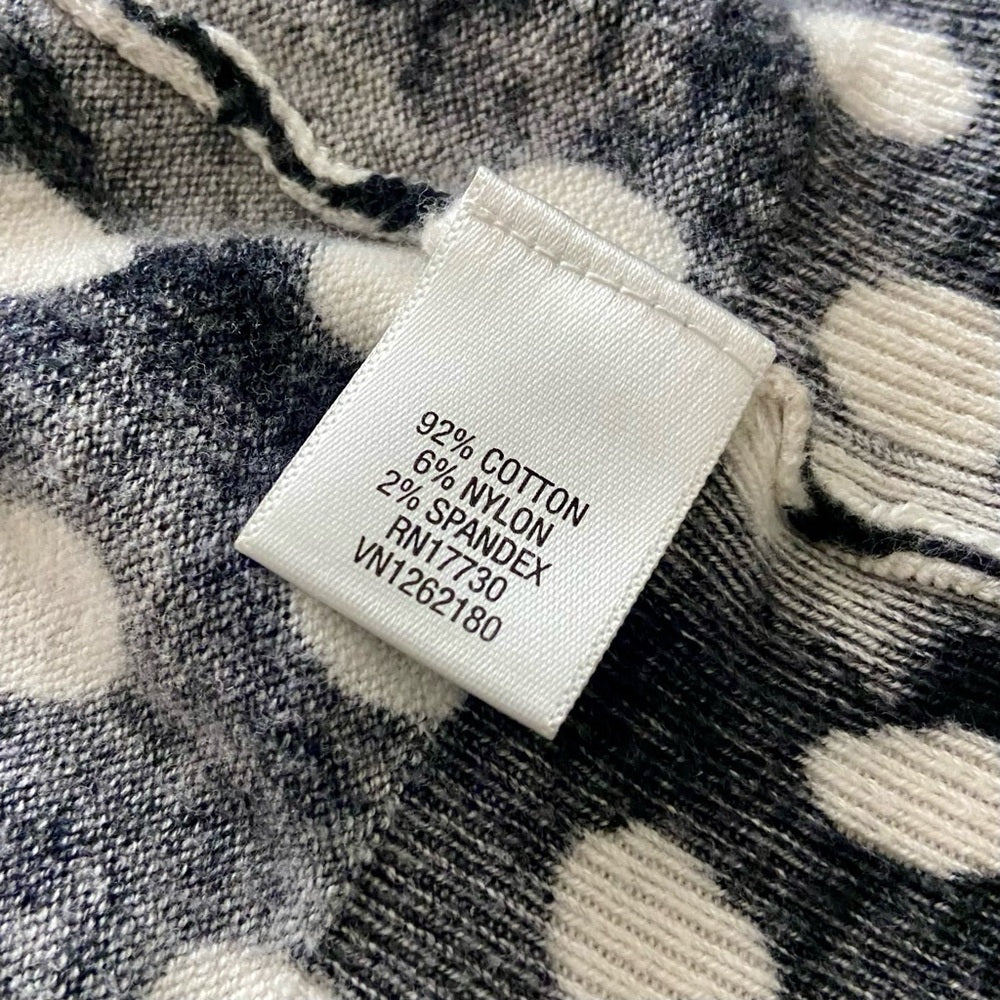 92% COTTON
6% NYLON
2% SPANDEX
RN17730
VN1262180